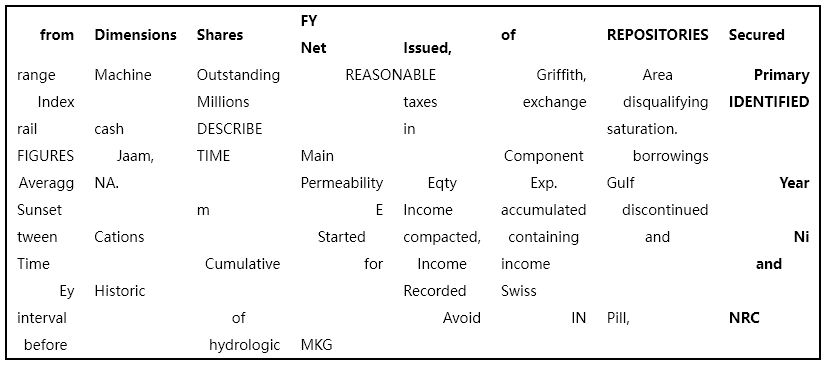 from Dimensions Shares FY Net Issued, of REPOSITORIES Secured
range Machine Outstanding REASONABLE Griffith, Area Primary
Index Millions taxes exchange disqualifying IDENTIFIED
rail cash DESCRIBE in saturation.
FIGURES Jaam, TIME Main Component borrowings
Averagg NA. Permeability Eqty Exp. Gulf Year
Sunset m E Income accumulated discontinued
tween Cations Started compacted, containing and Ni
Time Cumulative for Income income and
Ey Historic Recorded Swiss
interval of Avoid IN Pill, NRC
before hydrologic MKG